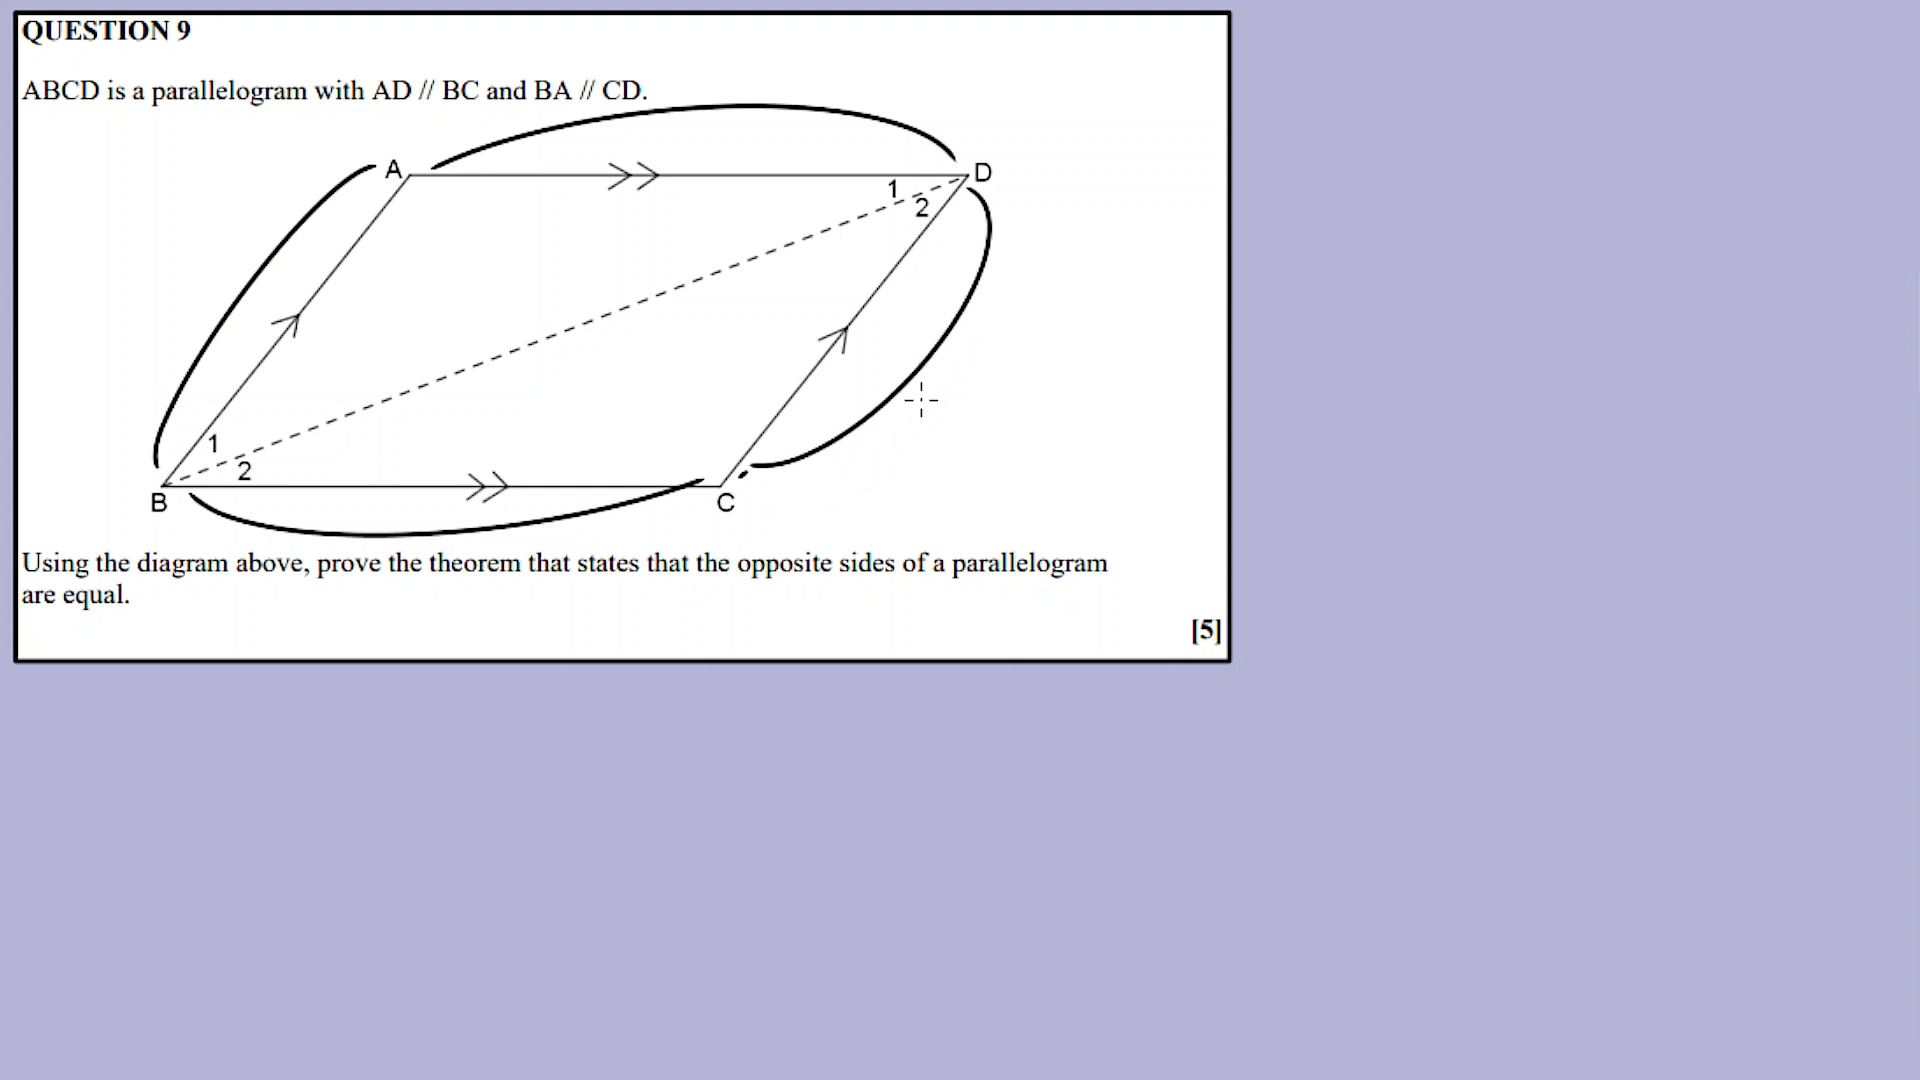 QUESTION 9
ABCD is a parallelogram with AD // BC and BA // CD.
A
D
1
2
1
2
B
C
Using the diagram above, prove the theorem that states that the opposite sides of a parallelogram
are equal.
[5]